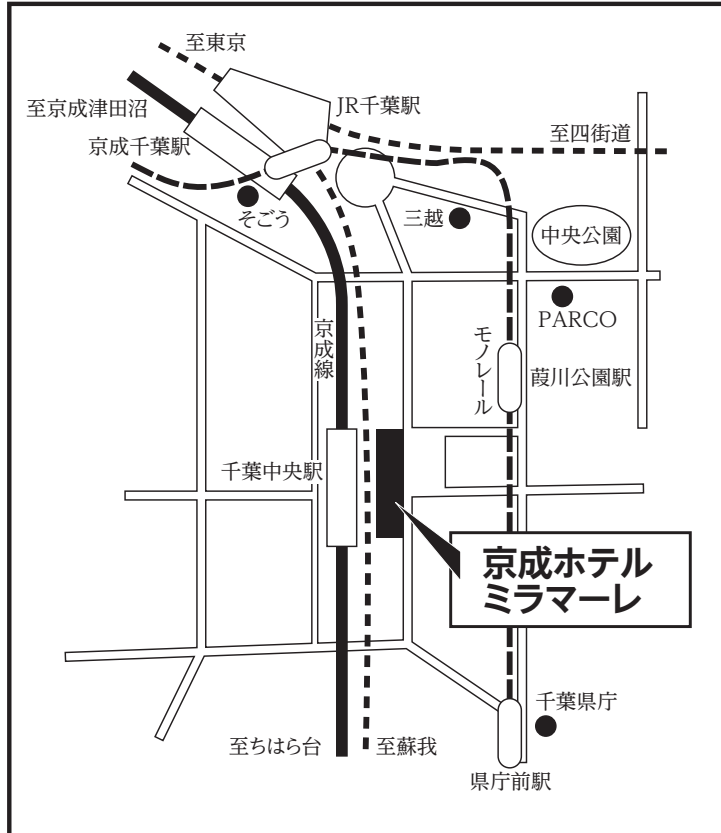 至東京
JR千葉駅
至京成津田沼
至四街道
京成千葉駅
そごう
三越
中央公園
PARCO
京成線
モノレール
葭川公園駅
千葉中央駅
京成ホテル
ミラマーレ
千葉県庁
至ちはら台
至蘇我
県庁前駅